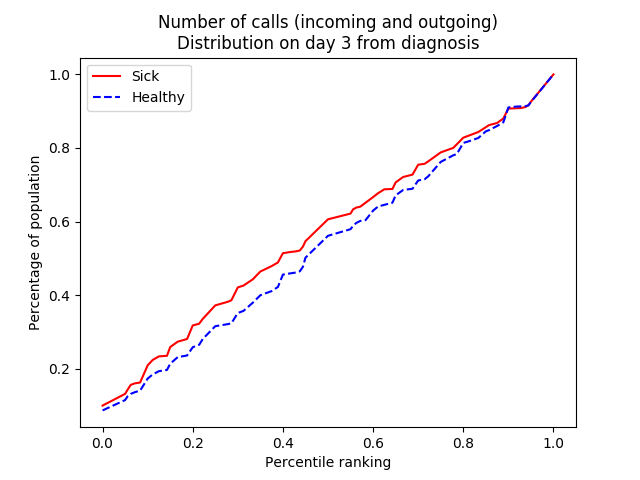 Number of calls (incoming and outgoing)
Distribution on day 3 from diagnosis
Sick
Healthy
Percentage of population
1.0
0.8
0.6
0.4
0.2
0.0 0.2 0.4 0.6 0.8 1.0
Percentile ranking